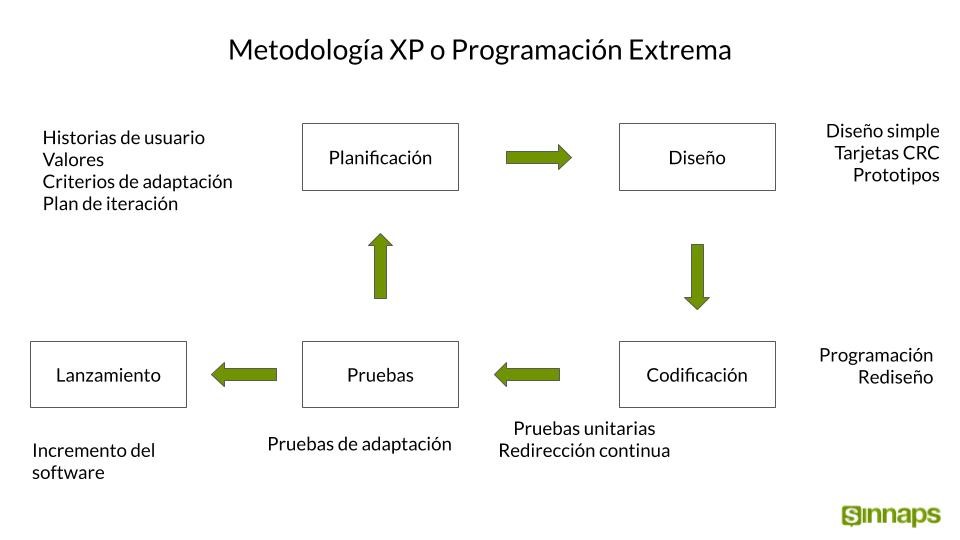 Metodología XP o Programación Extrema
Historias de usuario
Valores
Criterios de adaptación
Plan de iteración
Planificación
Diseño
Diseño simple
Tarjetas CRC
Prototipos
Lanzamiento
Pruebas
Codificación
Programación
Rediseño
Incremento del
software
Pruebas de adaptación
Pruebas unitarias
Redirección continua
Sinnaps